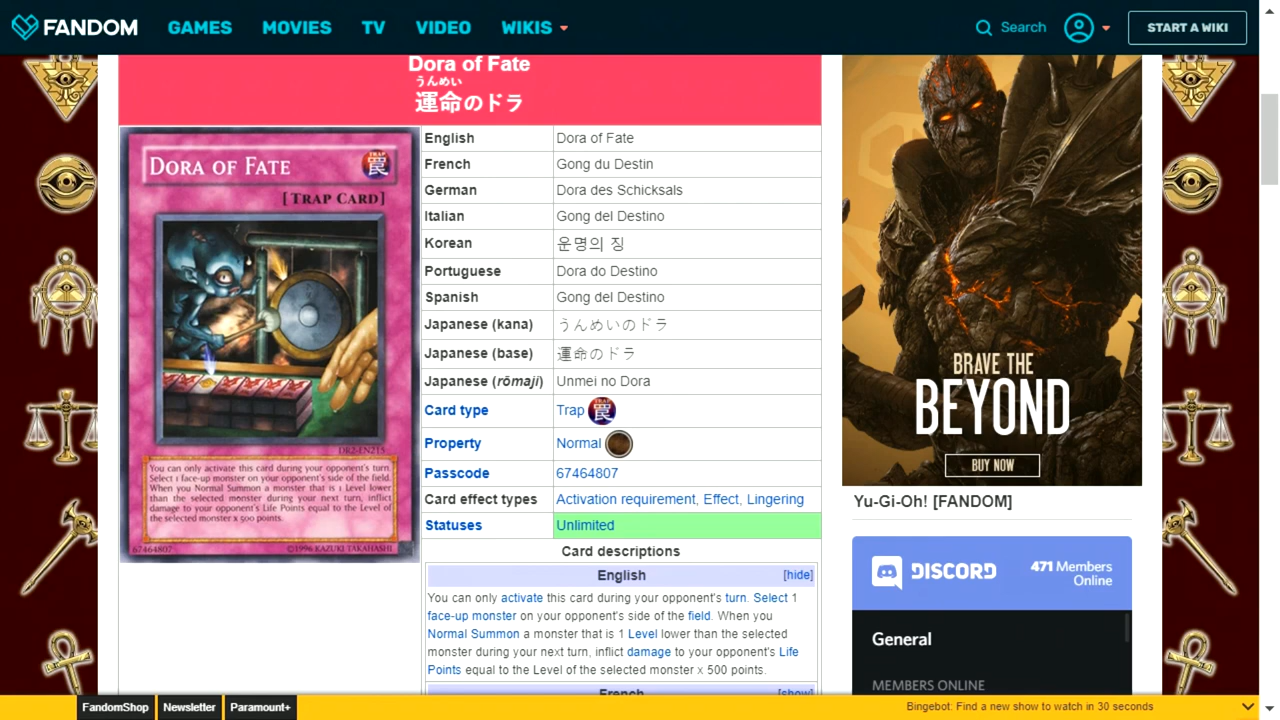 FANDOM
GAMES
MOVIES
TV
VIDEO
WIKIS
Search
START A WIKI
Dora of Fate
うんめい
運命のドラ
DORA OF FATE
TRAP
罠
[TRAP CARD]
DR2-EN215
You can only activate this card during your opponent's turn.
Select 1 face-up monster on your opponent's side of the field.
When you Normal Summon a monster that is 1 Level lower
than the selected monster during your next turn, inflict
damage to your opponent's Life Points equal to the Level of
the selected monster x 500 points.
67464807
©1996 KAZUKI TAKAHASHI
English Dora of Fate
French Gong du Destin
German Dora des Schicksals
Italian Gong del Destino
Korean 운명의 징
Portuguese Dora do Destino
Spanish Gong del Destino
Japanese (kana) うんめいのドラ
Japanese (base) 運命のドラ
Japanese (rōmaji) Unmei no Dora
Card type Trap 罠
Property Normal
Passcode 67464807
Card effect types Activation requirement, Effect, Lingering
Statuses Unlimited
Card descriptions
English [hide]
You can only activate this card during your opponent's turn. Select 1
face-up monster on your opponent's side of the field. When you
Normal Summon a monster that is 1 Level lower than the selected
monster during your next turn, inflict damage to your opponent's Life
Points equal to the Level of the selected monster x 500 points.
French [show]
BRAVE THE
BEYOND
BUY NOW
Yu-Gi-Oh! [FANDOM]
DISCORD
471 Members
Online
General
MEMBERS ONLINE
FandomShop
Newsletter
Paramount+
Bingebot: Find a new show to watch in 30 seconds